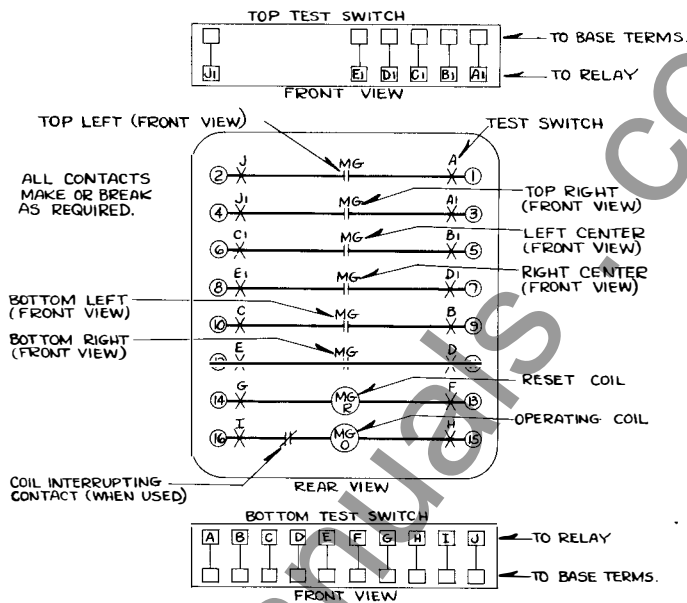 TOP TEST SWITCH
TO BASE TERMS.
J1 E1 D1 C1 B1 A1
TO RELAY
FRONT VIEW
TOP LEFT (FRONT VIEW)
TEST SWITCH
ALL CONTACTS
MAKE OR BREAK
AS REQUIRED.
2 J MG A 1
4 J1 MG A1 3
TOP RIGHT
(FRONT VIEW)
6 C1 MG B1 5
LEFT CENTER
(FRONT VIEW)
8 E1 MG D1 7
RIGHT CENTER
(FRONT VIEW)
BOTTOM LEFT
(FRONT VIEW)
10 C MG B 9
BOTTOM RIGHT
(FRONT VIEW)
E MG D
14 G MG R F 13
RESET COIL
16 I MG O H 15
OPERATING COIL
COIL INTERRUPTING
CONTACT (WHEN USED)
REAR VIEW
BOTTOM TEST SWITCH
A B C D E F G H I J
TO RELAY
TO BASE TERMS.
FRONT VIEW